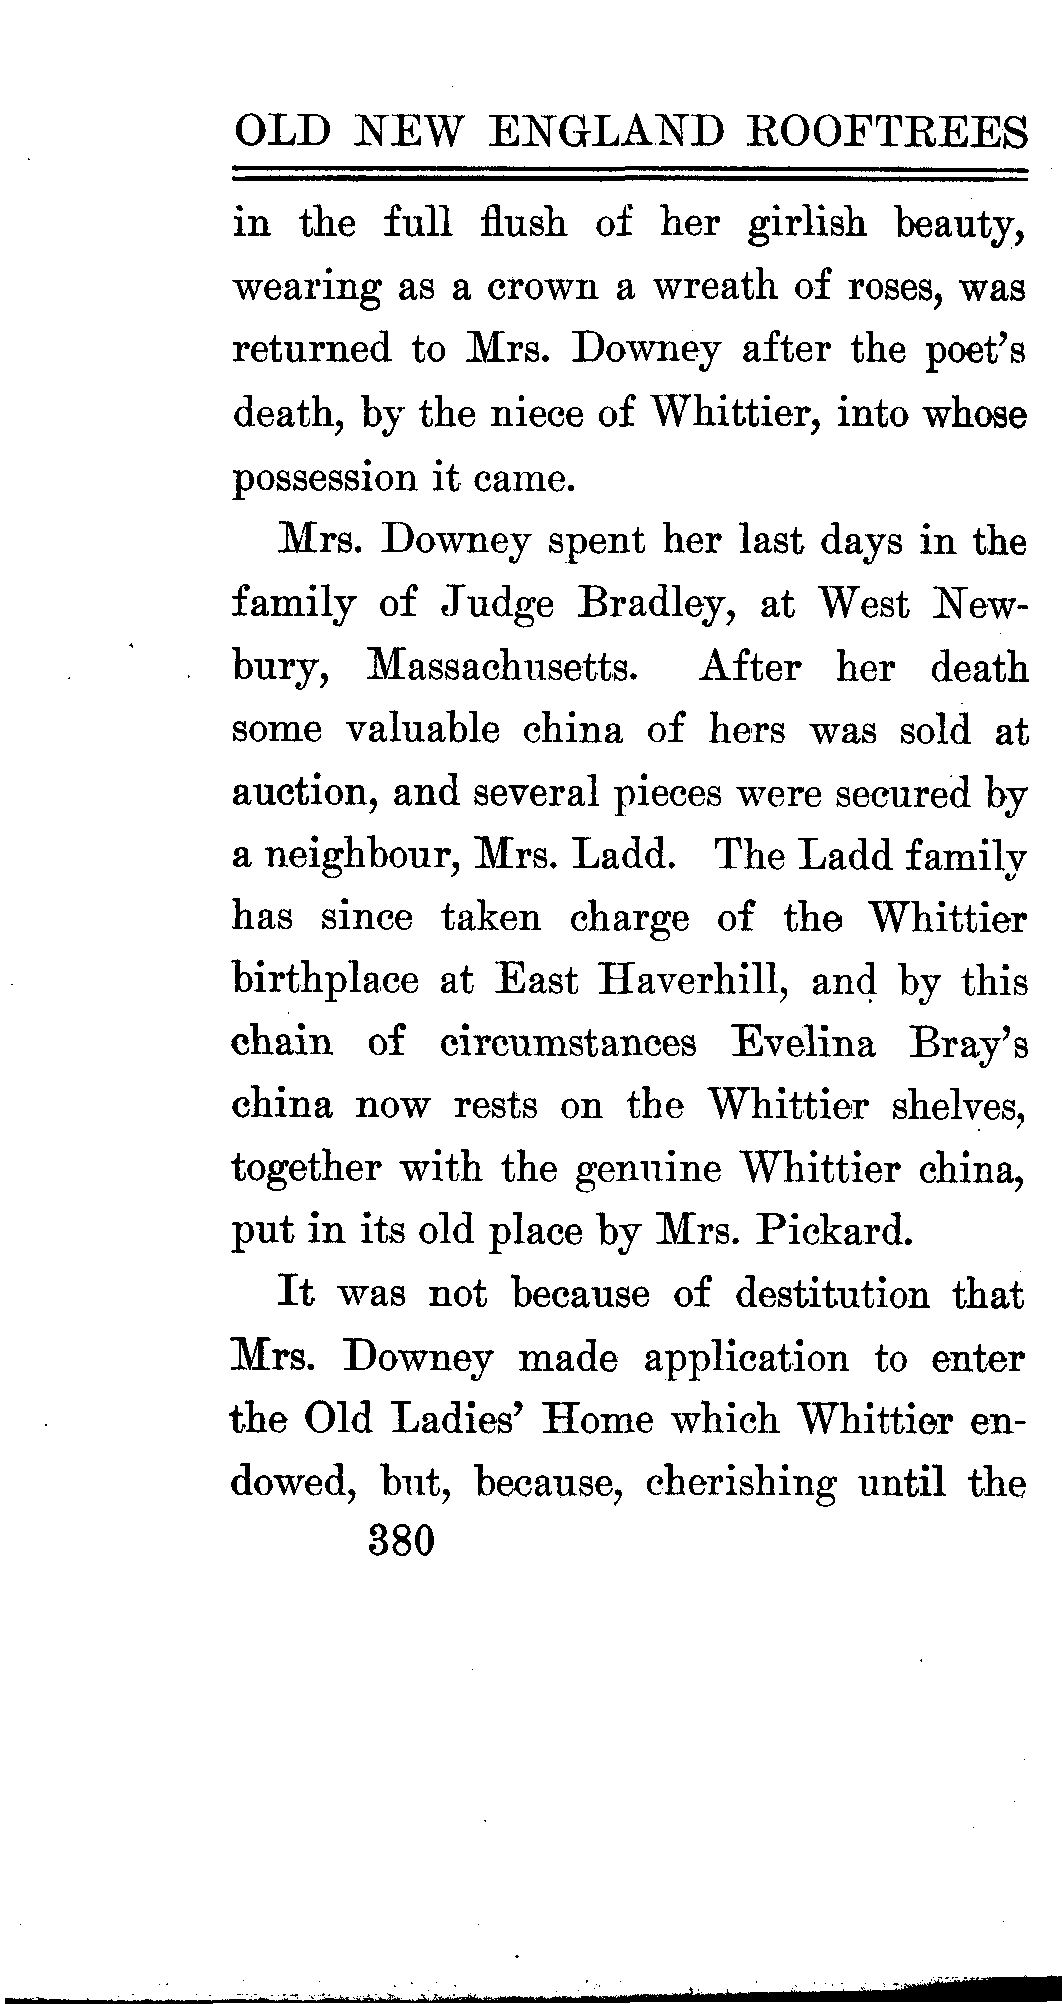 OLD NEW ENGLAND ROOFTREES
in the full flush of her girlish beauty,
wearing as a crown a wreath of roses, was
returned to Mrs. Downey after the poet's
death, by the niece of Whittier, into whose
possession it came.
Mrs. Downey spent her last days in the
family of Judge Bradley, at West New-
bury, Massachusetts. After her death
some valuable china of hers was sold at
auction, and several pieces were secured by
a neighbour, Mrs. Ladd. The Ladd family
has since taken charge of the Whittier
birthplace at East Haverhill, and by this
chain of circumstances Evelina Bray's
china now rests on the Whittier shelves,
together with the genuine Whittier china,
put in its old place by Mrs. Pickard.
It was not because of destitution that
Mrs. Downey made application to enter
the Old Ladies' Home which Whittier en-
dowed, but, because, cherishing until the
380